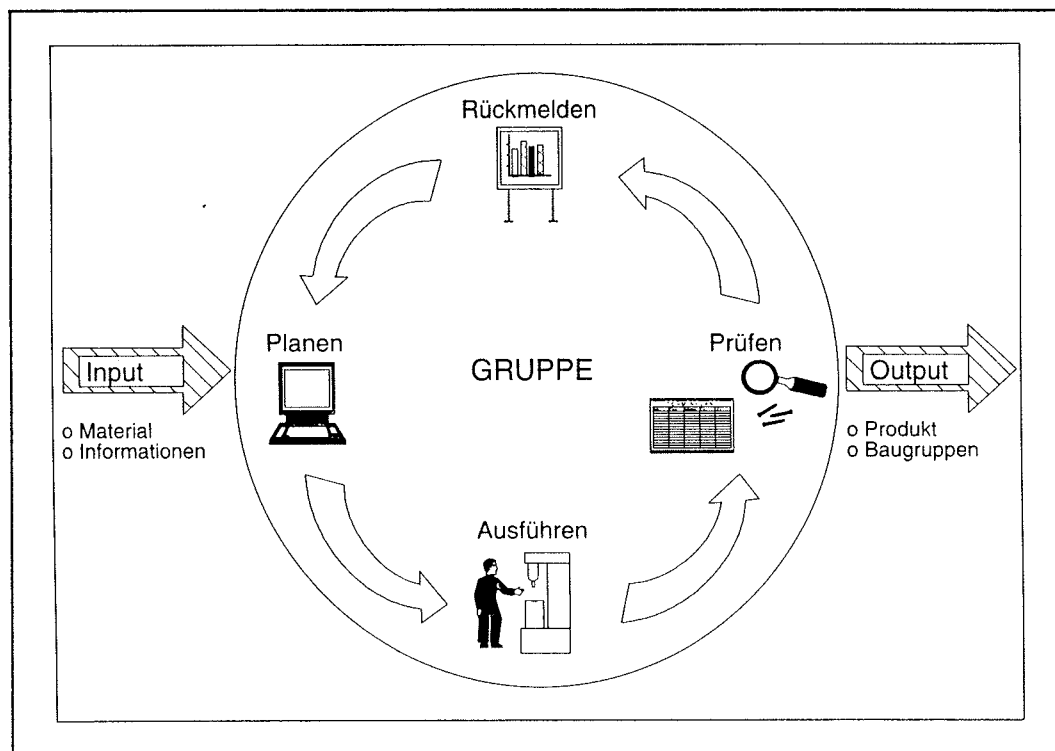 Rückmelden
Planen
GRUPPE
Prüfen
Input
Output
o Material
o Informationen
o Produkt
o Baugruppen
Ausführen